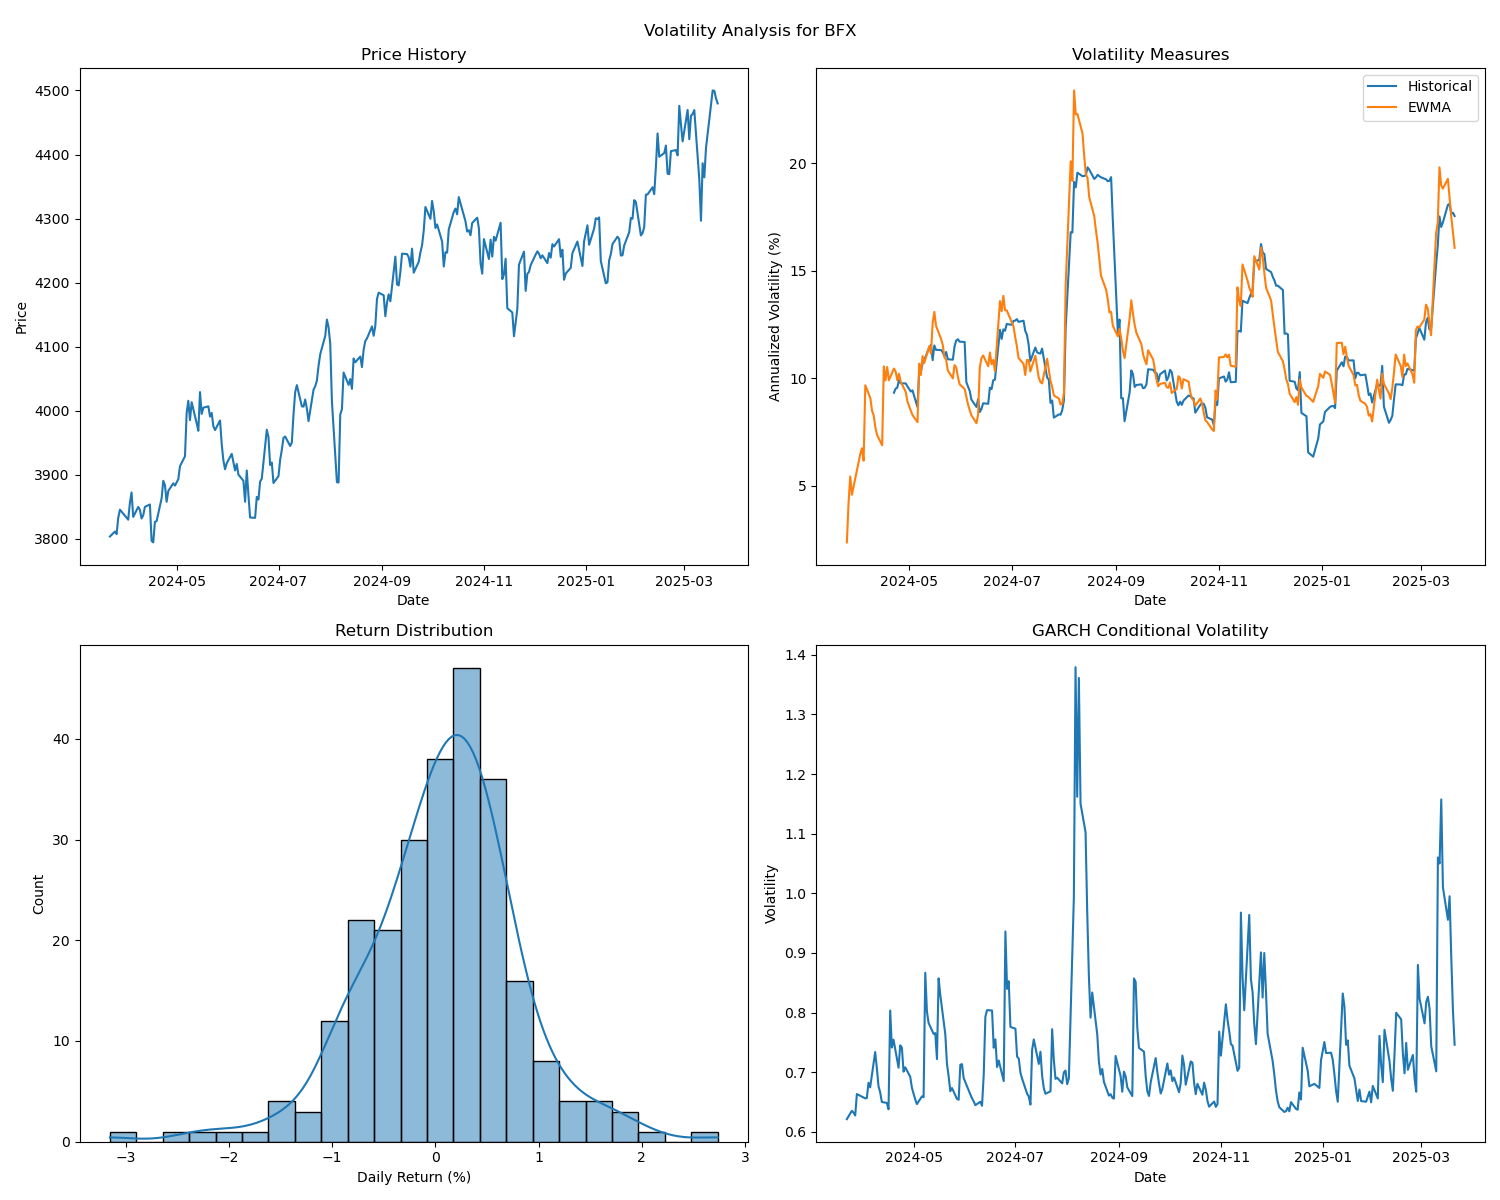 Volatility Analysis for BFX
Price History
Price
4500
4400
4300
4200
4100
4000
3900
3800
2024-05 2024-07 2024-09 2024-11 2025-01 2025-03
Date
Volatility Measures
Historical
EWMA
Annualized Volatility (%)
20
15
10
5
2024-05 2024-07 2024-09 2024-11 2025-01 2025-03
Date
Return Distribution
Count
40
30
20
10
0
−3 −2 −1 0 1 2 3
Daily Return (%)
GARCH Conditional Volatility
Volatility
1.4
1.3
1.2
1.1
1.0
0.9
0.8
0.7
0.6
2024-05 2024-07 2024-09 2024-11 2025-01 2025-03
Date